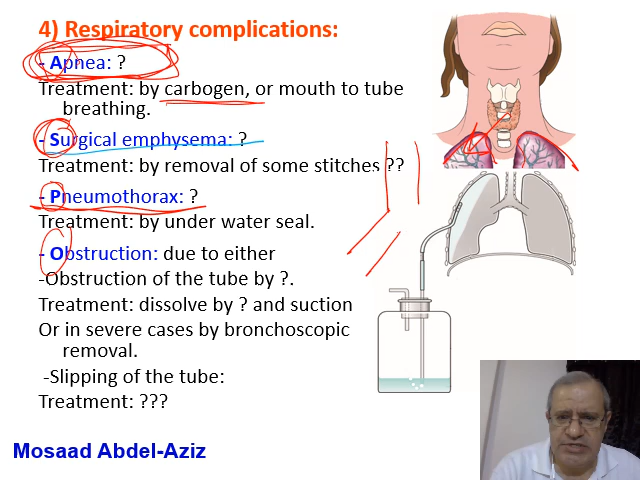 4) Respiratory complications:
- Apnea: ?
Treatment: by carbogen, or mouth to tube
breathing.
- Surgical emphysema: ?
Treatment: by removal of some stitches ??
- Pneumothorax: ?
Treatment: by under water seal.
- Obstruction: due to either
-Obstruction of the tube by ?.
Treatment: dissolve by ? and suction
Or in severe cases by bronchoscopic
removal.
-Slipping of the tube:
Treatment: ???
Mosaad Abdel-Aziz